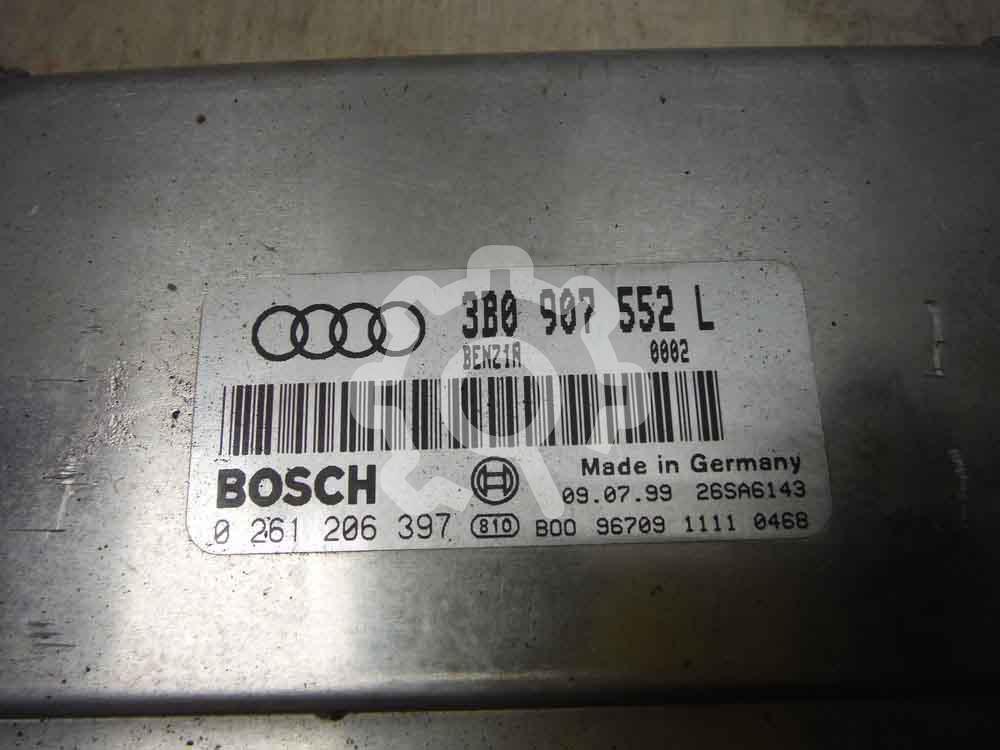 3B0 907 552 L
BENZIA 0002
Made in Germany
BOSCH 09.07.99 26SA6143
0 261 206 397 810 B00 96709 1111 0468